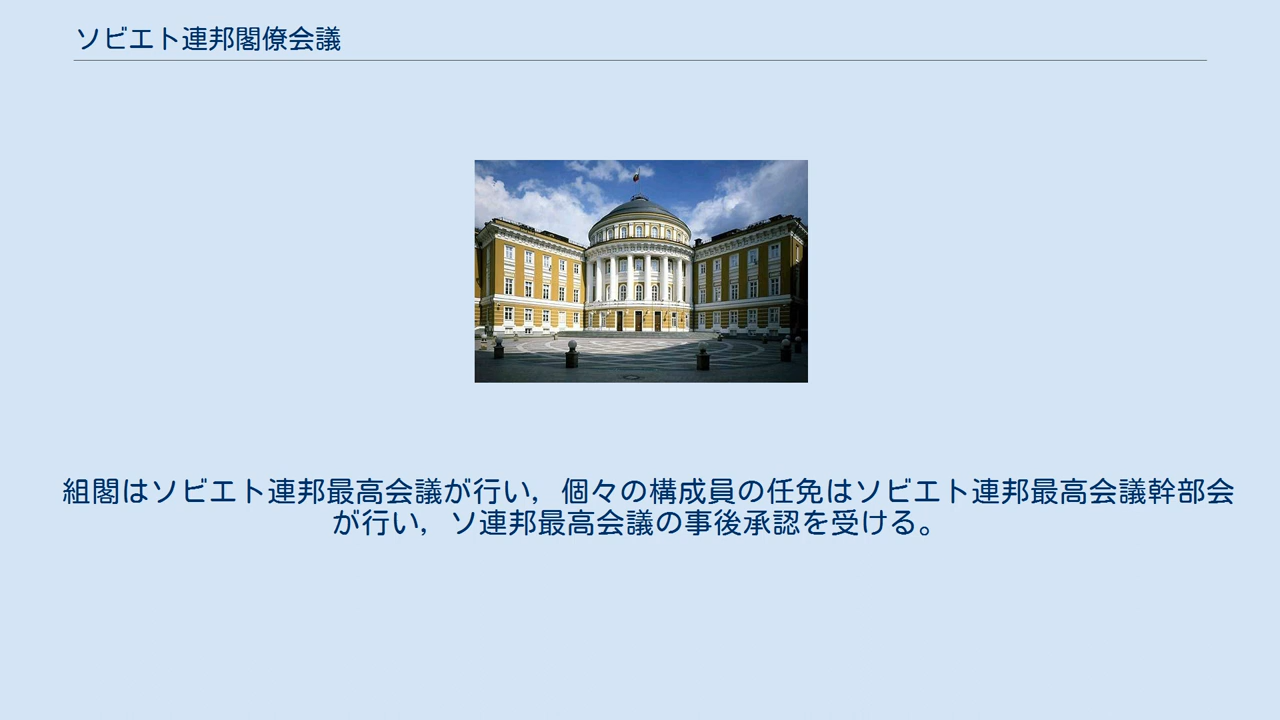 ソビエト連邦閣僚会議
組閣はソビエト連邦最高会議が行い，個々の構成員の任免はソビエト連邦最高会議幹部会
が行い，ソ連邦最高会議の事後承認を受ける。